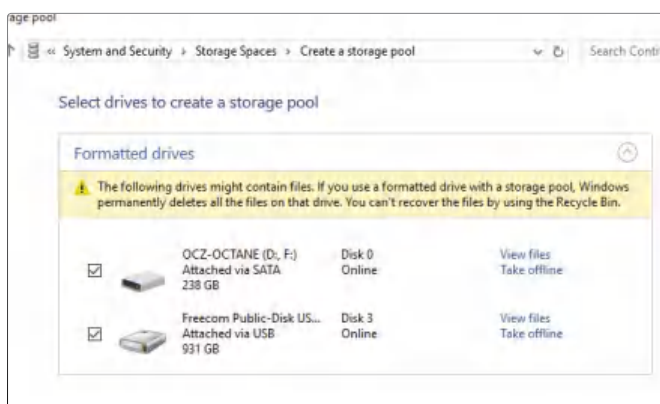 age pool
« System and Security › Storage Spaces › Create a storage pool Search Contr
Select drives to create a storage pool
Formatted drives
The following drives might contain files. If you use a formatted drive with a storage pool, Windows
permanently deletes all the files on that drive. You can't recover the files by using the Recycle Bin.
OCZ-OCTANE (D:, F:) Disk 0 View files
Attached via SATA Online Take offline
238 GB
Freecom Public-Disk US... Disk 3 View files
Attached via USB Online Take offline
931 GB